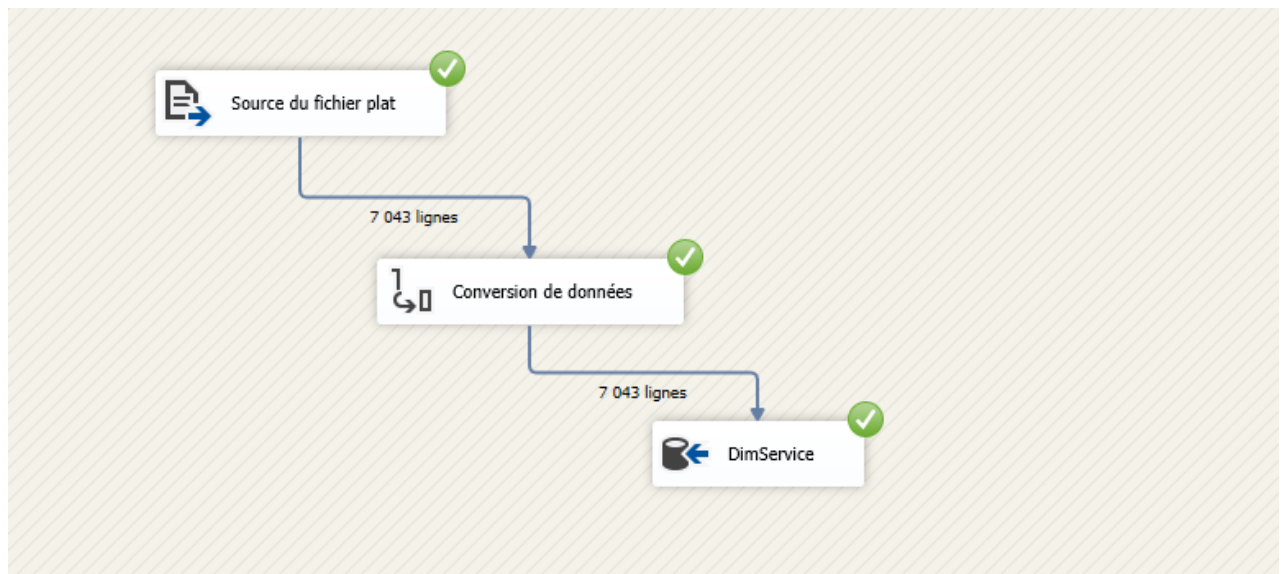 Source du fichier plat
7 043 lignes
Conversion de données
7 043 lignes
DimService